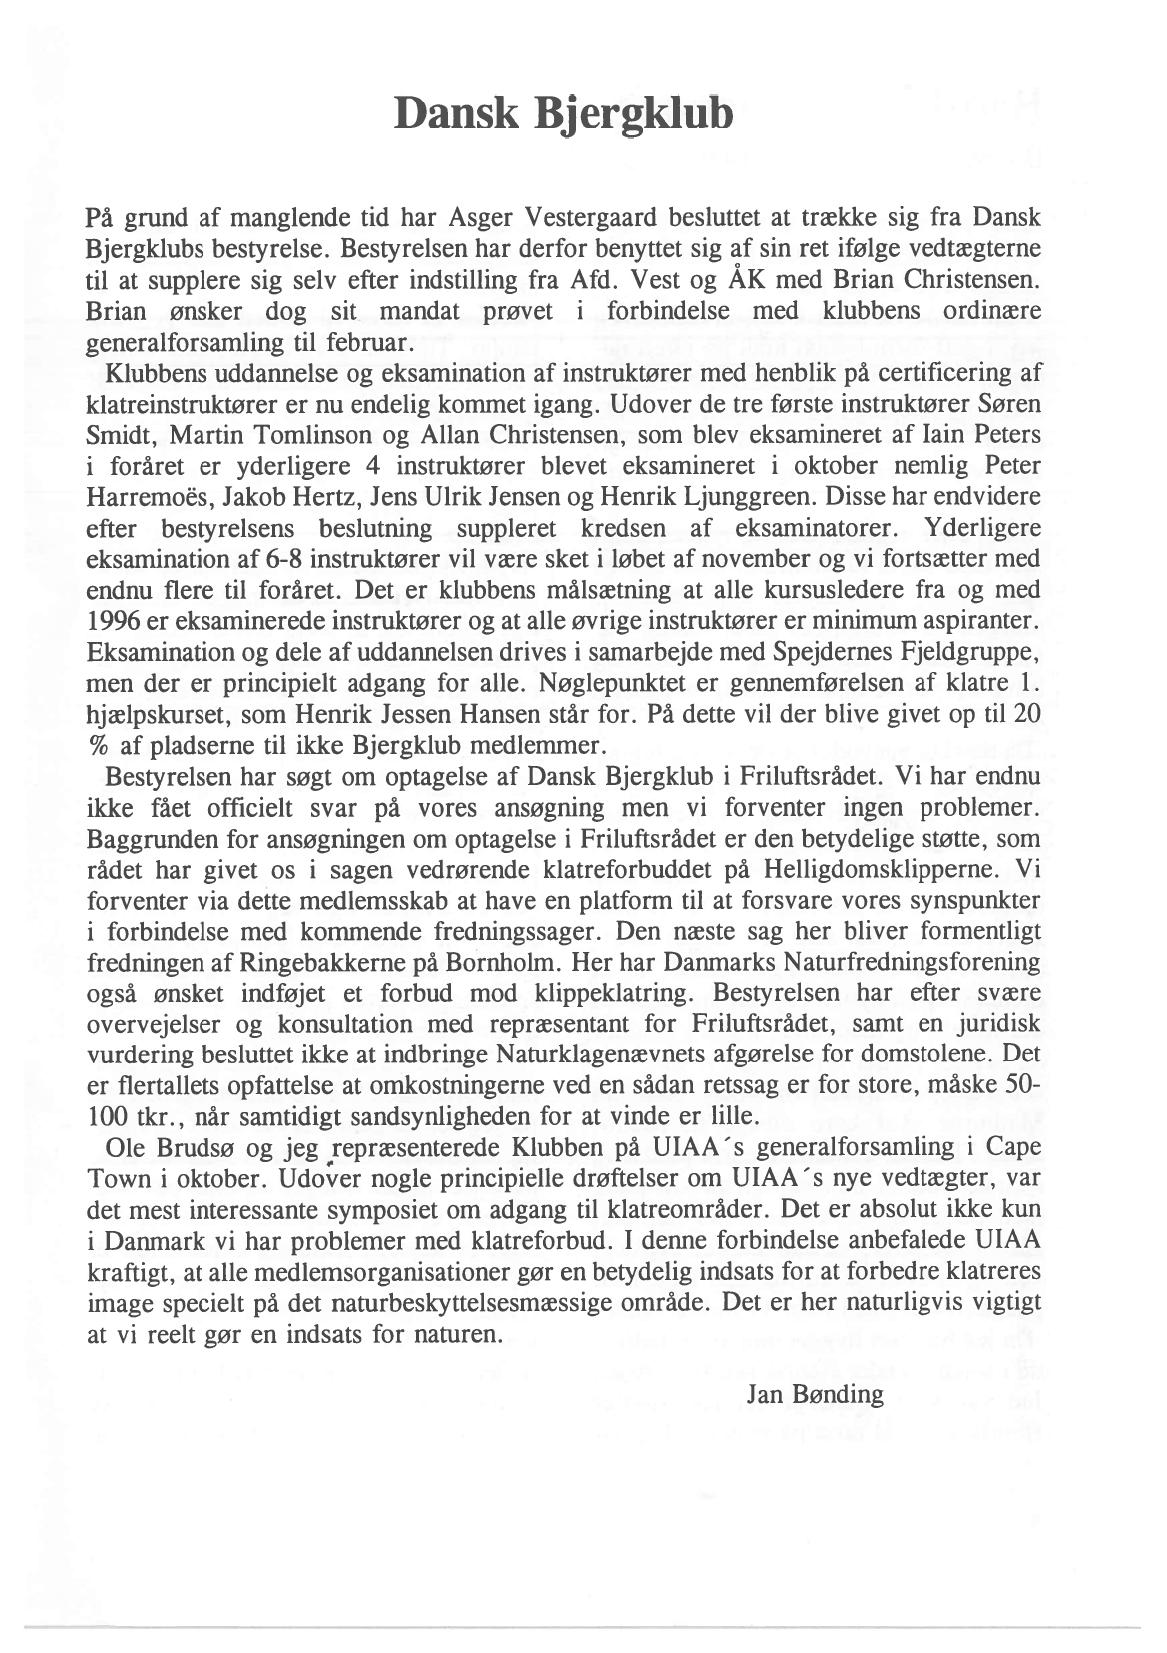 Dansk Bjergklub
På grund af manglende tid har Asger Vestergaard besluttet at trække sig fra Dansk
Bjergklubs bestyrelse. Bestyrelsen har derfor benyttet sig af sin ret ifølge vedtægterne
til at supplere sig selv efter indstilling fra Afd. Vest og ÅK med Brian Christensen.
Brian ønsker dog sit mandat prøvet i forbindelse med klubbens ordinære
generalforsamling til februar.
Klubbens uddannelse og eksamination af instruktører med henblik på certificering af
klatreinstruktører er nu endelig kommet igang. Udover de tre første instruktører Søren
Smidt, Martin Tomlinson og Allan Christensen, som blev eksamineret af Iain Peters
i foråret er yderligere 4 instruktører blevet eksamineret i oktober nemlig Peter
Harremoës, Jakob Hertz, Jens Ulrik Jensen og Henrik Ljunggreen. Disse har endvidere
efter bestyrelsens beslutning suppleret kredsen af eksaminatorer. Yderligere
eksamination af 6-8 instruktører vil være sket i løbet af november og vi fortsætter med
endnu flere til foråret. Det er klubbens målsætning at alle kursusledere fra og med
1996 er eksaminerede instruktører og at alle øvrige instruktører er minimum aspiranter.
Eksamination og dele af uddannelsen drives i samarbejde med Spejdernes Fjeldgruppe,
men der er principielt adgang for alle. Nøglepunktet er gennemførelsen af klatre 1.
hjælpskurset, som Henrik Jessen Hansen står for. På dette vil der blive givet op til 20
% af pladserne til ikke Bjergklub medlemmer.
Bestyrelsen har søgt om optagelse af Dansk Bjergklub i Friluftsrådet. Vi har endnu
ikke fået officielt svar på vores ansøgning men vi forventer ingen problemer.
Baggrunden for ansøgningen om optagelse i Friluftsrådet er den betydelige støtte, som
rådet har givet os i sagen vedrørende klatreforbuddet på Helligdomsklipperne. Vi
forventer via dette medlemsskab at have en platform til at forsvare vores synspunkter
i forbindelse med kommende fredningssager. Den næste sag her bliver formentligt
fredningen af Ringebakkerne på Bornholm. Her har Danmarks Naturfredningsforening
også ønsket indføjet et forbud mod klippeklatring. Bestyrelsen har efter svære
overvejelser og konsultation med repræsentant for Friluftsrådet, samt en juridisk
vurdering besluttet ikke at indbringe Naturklagenævnets afgørelse for domstolene. Det
er flertallets opfattelse at omkostningerne ved en sådan retssag er for store, måske 50-
100 tkr., når samtidigt sandsynligheden for at vinde er lille.
Ole Brudsø og jeg repræsenterede Klubben på UIAA´s generalforsamling i Cape
Town i oktober. Udover nogle principielle drøftelser om UIAA´s nye vedtægter, var
det mest interessante symposiet om adgang til klatreområder. Det er absolut ikke kun
i Danmark vi har problemer med klatreforbud. I denne forbindelse anbefalede UIAA
kraftigt, at alle medlemsorganisationer gør en betydelig indsats for at forbedre klatreres
image specielt på det naturbeskyttelsesmæssige område. Det er her naturligvis vigtigt
at vi reelt gør en indsats for naturen.
Jan Bønding